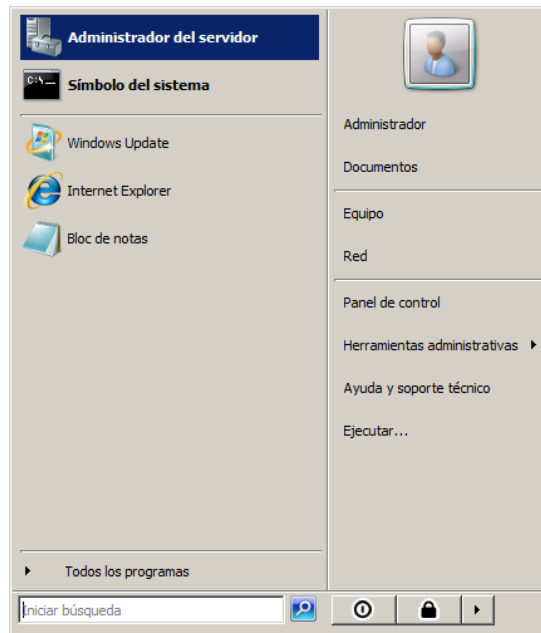 Administrador del servidor
C:\
Símbolo del sistema
Windows Update
Internet Explorer
Bloc de notas
Todos los programas
Iniciar búsqueda
Administrador
Documentos
Equipo
Red
Panel de control
Herramientas administrativas
Ayuda y soporte técnico
Ejecutar...